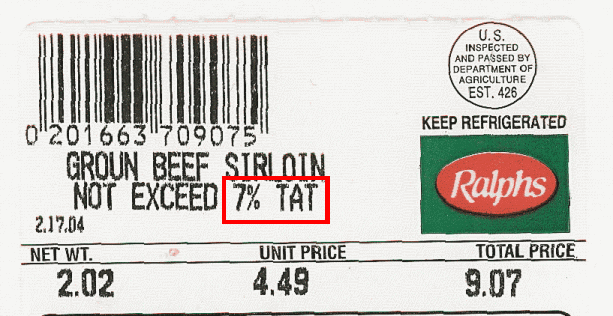 U.S.
INSPECTED
AND PASSED BY
DEPARTMENT OF
AGRICULTURE
EST. 426
0 201663 709075
KEEP REFRIGERATED
GROUN BEEF SIRLOIN
NOT EXCEED 7% TAT
Ralphs
2.17.04
NET WT. UNIT PRICE TOTAL PRICE
2.02 4.49 9.07